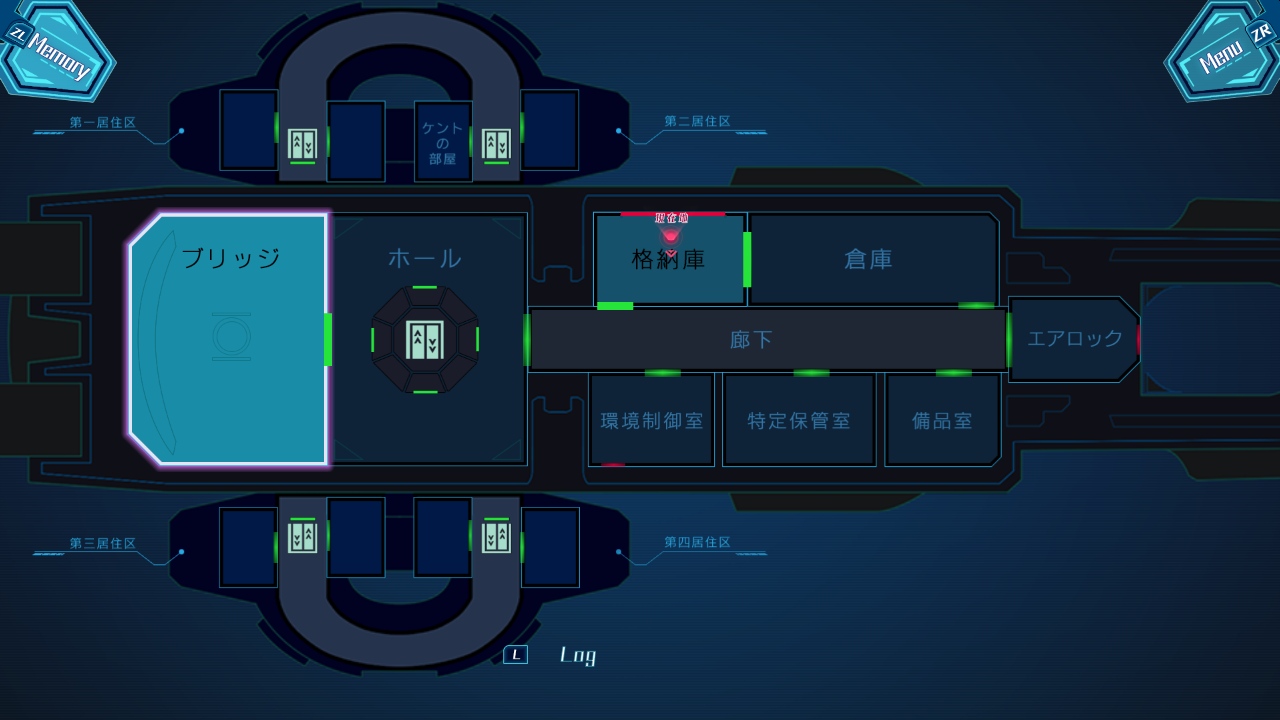 ZL
Memory
Menu
ZR
第一居住区
第二居住区
ケント
の
部屋
現在地
ブリッジ
ホール
格納庫
倉庫
廊下
エアロック
環境制御室
特定保管室
備品室
第三居住区
第四居住区
L
Log